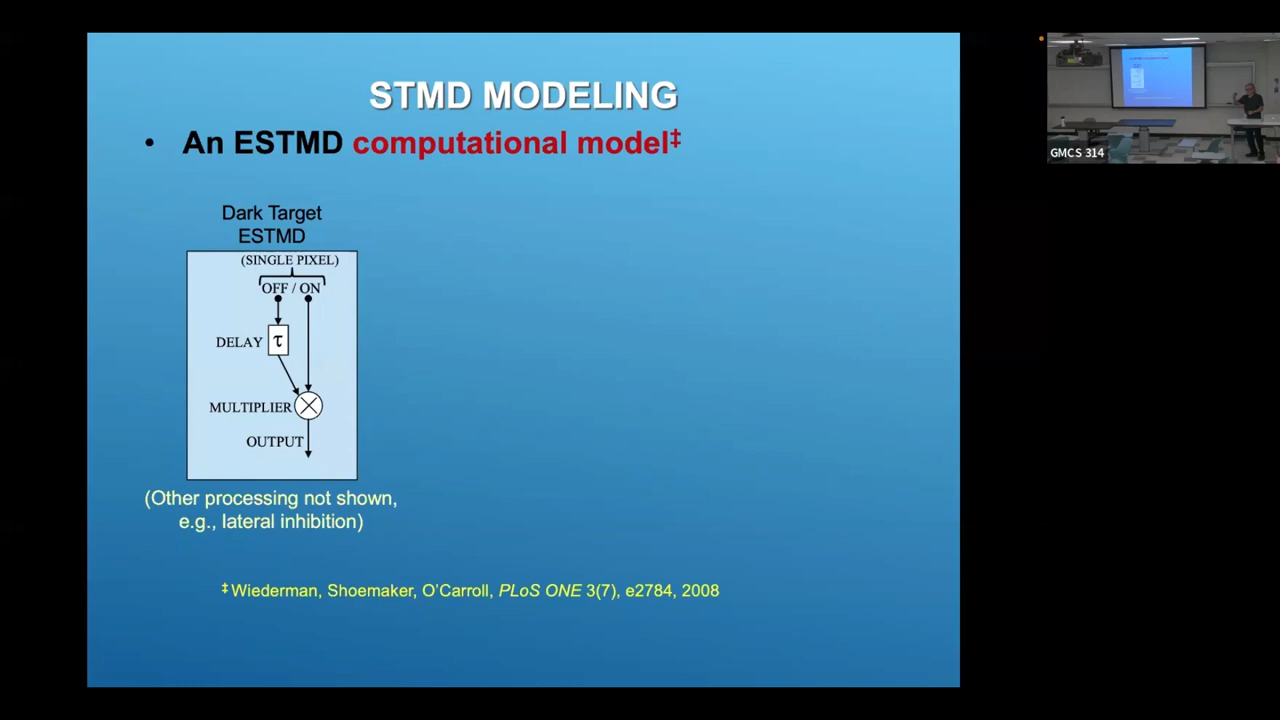 STMD MODELING
• An ESTMD computational model‡
Dark Target
ESTMD
(SINGLE PIXEL)
OFF / ON
DELAY τ
MULTIPLIER
OUTPUT
(Other processing not shown,
e.g., lateral inhibition)
‡ Wiederman, Shoemaker, O'Carroll, PLoS ONE 3(7), e2784, 2008
GMCS 314